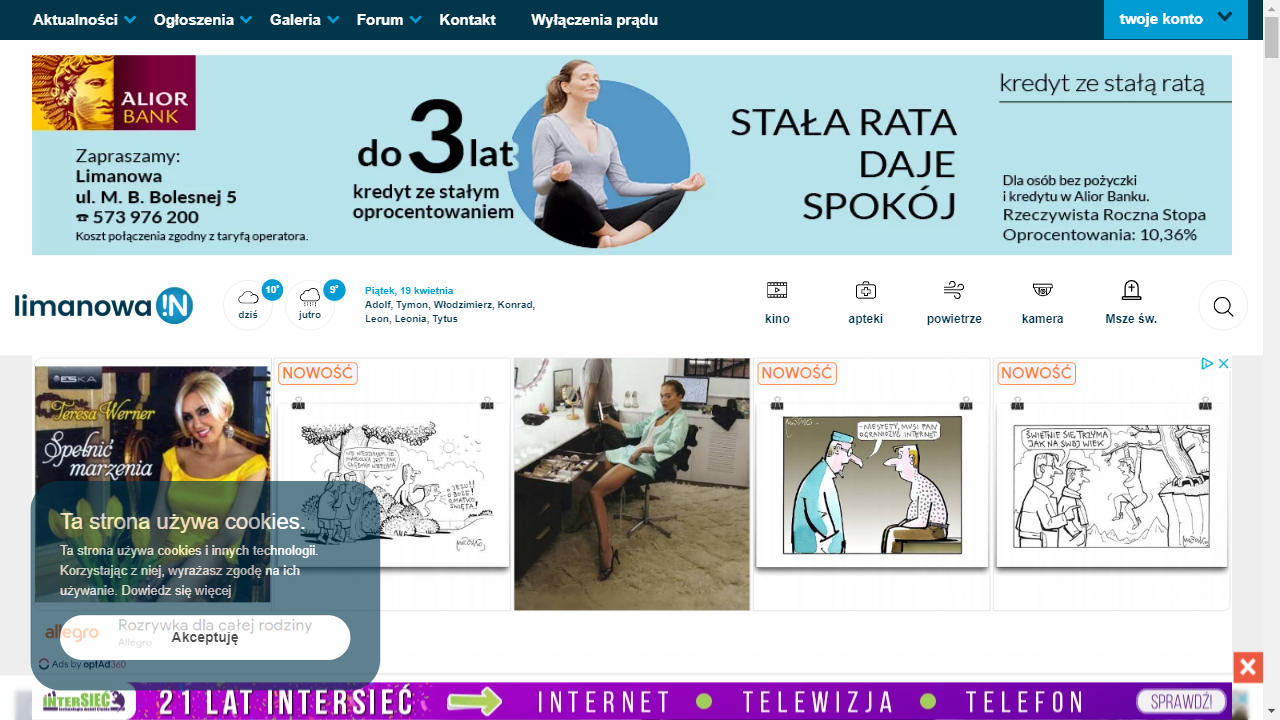 Aktualności Ogłoszenia Galeria Forum Kontakt Wyłączenia prądu twoje konto
ALIOR
BANK
Zapraszamy:
Limanowa
ul. M. B. Bolesnej 5
☎ 573 976 200
Koszt połączenia zgodny z taryfą operatora.
do 3 lat
kredyt ze stałym
oprocentowaniem
STAŁA RATA
DAJE
SPOKÓJ
kredyt ze stałą ratą
Dla osób bez pożyczki
i kredytu w Alior Banku.
Rzeczywista Roczna Stopa
Oprocentowania: 10,36%
limanowa!N
10°
dziś
9°
jutro
Piątek, 19 kwietnia
Adolf, Tymon, Włodzimierz, Konrad,
Leon, Leonia, Tytus
kino
apteki
powietrze
kamera
Msze św.
ESKA
Teresa Werner
Spełnić
marzenia
NOWOŚĆ
NOWOŚĆ
-NIESTETY, MUSI PAN
OGRANICZYĆ INTERNET
NOWOŚĆ
ŚWIETNIE SIĘ TRZYMA
JAK NA SWÓJ WIEK
Ta strona używa cookies.
Ta strona używa cookies i innych technologii.
Korzystając z niej, wyrażasz zgodę na ich
używanie. Dowiedz się więcej
Akceptuję
allegro
Rozrywka dla całej rodziny
Allegro
Ads by optAd360
interSIEĆ
21 LAT INTERSIEĆ
INTERNET
TELEWIZJA
TELEFON
SPRAWDŹ!